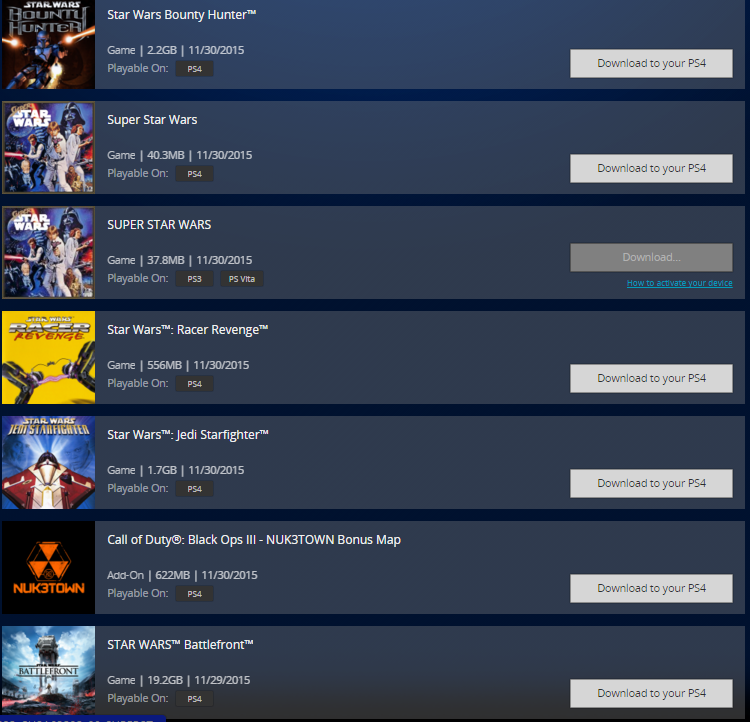 STAR WARS
BOUNTY
HUNTER
Star Wars Bounty Hunter™
Game | 2.2GB | 11/30/2015
Playable On: PS4
Download to your PS4
SUPER
STAR
WARS
Super Star Wars
Game | 40.3MB | 11/30/2015
Playable On: PS4
Download to your PS4
STAR
WARS
SUPER STAR WARS
Game | 37.8MB | 11/30/2015
Playable On: PS3 PS Vita
Download...
How to activate your device
STAR WARS
RACER
REVENGE
Star Wars™: Racer Revenge™
Game | 556MB | 11/30/2015
Playable On: PS4
Download to your PS4
STAR WARS
JEDI STARFIGHTER
Star Wars™: Jedi Starfighter™
Game | 1.7GB | 11/30/2015
Playable On: PS4
Download to your PS4
NUK3TOWN
Call of Duty®: Black Ops III - NUK3TOWN Bonus Map
Add-On | 622MB | 11/30/2015
Playable On: PS4
Download to your PS4
STAR WARS
BATTLEFRONT
STAR WARS™ Battlefront™
Game | 19.2GB | 11/29/2015
Playable On: PS4
Download to your PS4